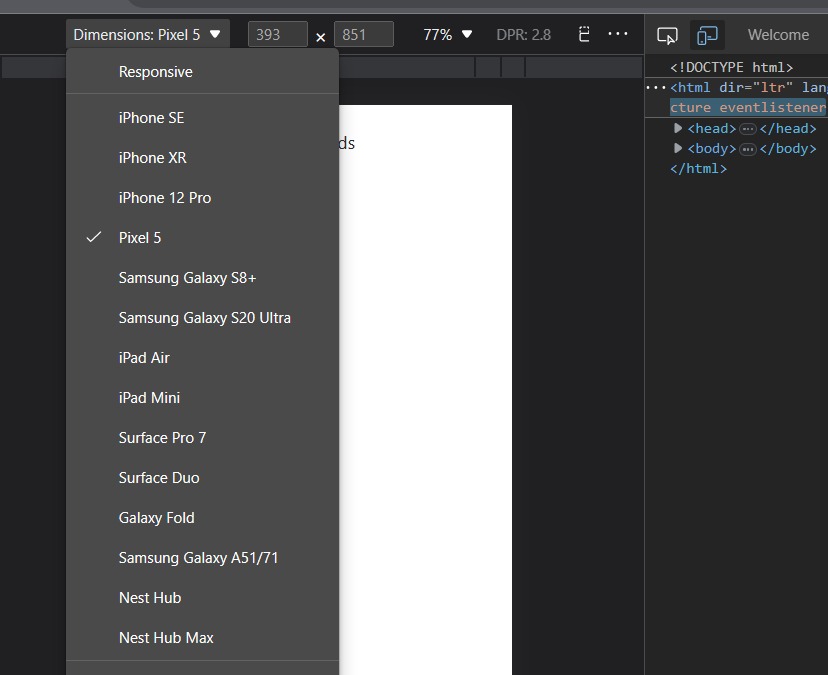 Dimensions: Pixel 5 393 × 851 77% DPR: 2.8 Welcome
Responsive
iPhone SE
iPhone XR
iPhone 12 Pro
Pixel 5
Samsung Galaxy S8+
Samsung Galaxy S20 Ultra
iPad Air
iPad Mini
Surface Pro 7
Surface Duo
Galaxy Fold
Samsung Galaxy A51/71
Nest Hub
Nest Hub Max
ds
<!DOCTYPE html>
<html dir="ltr" lang
cture eventlistener
<head> ··· </head>
<body> ··· </body>
</html>